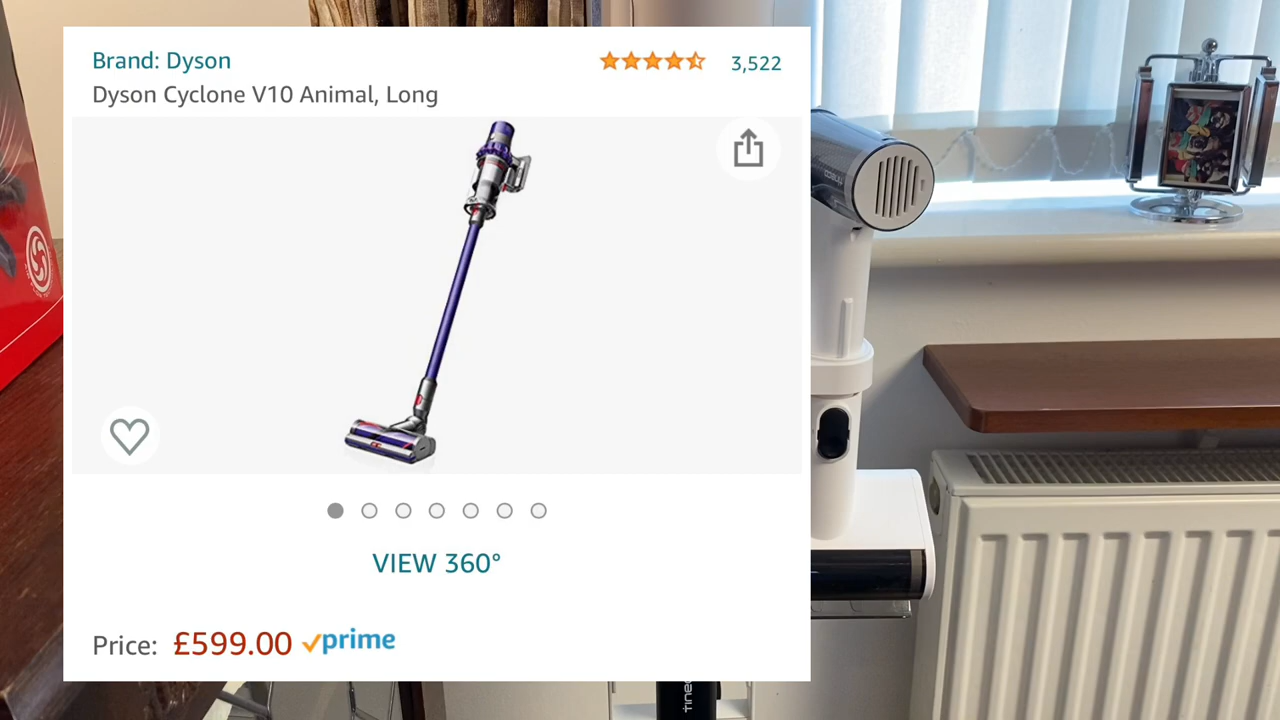 Brand: Dyson
3,522
Dyson Cyclone V10 Animal, Long
VIEW 360°
Price: £599.00 prime